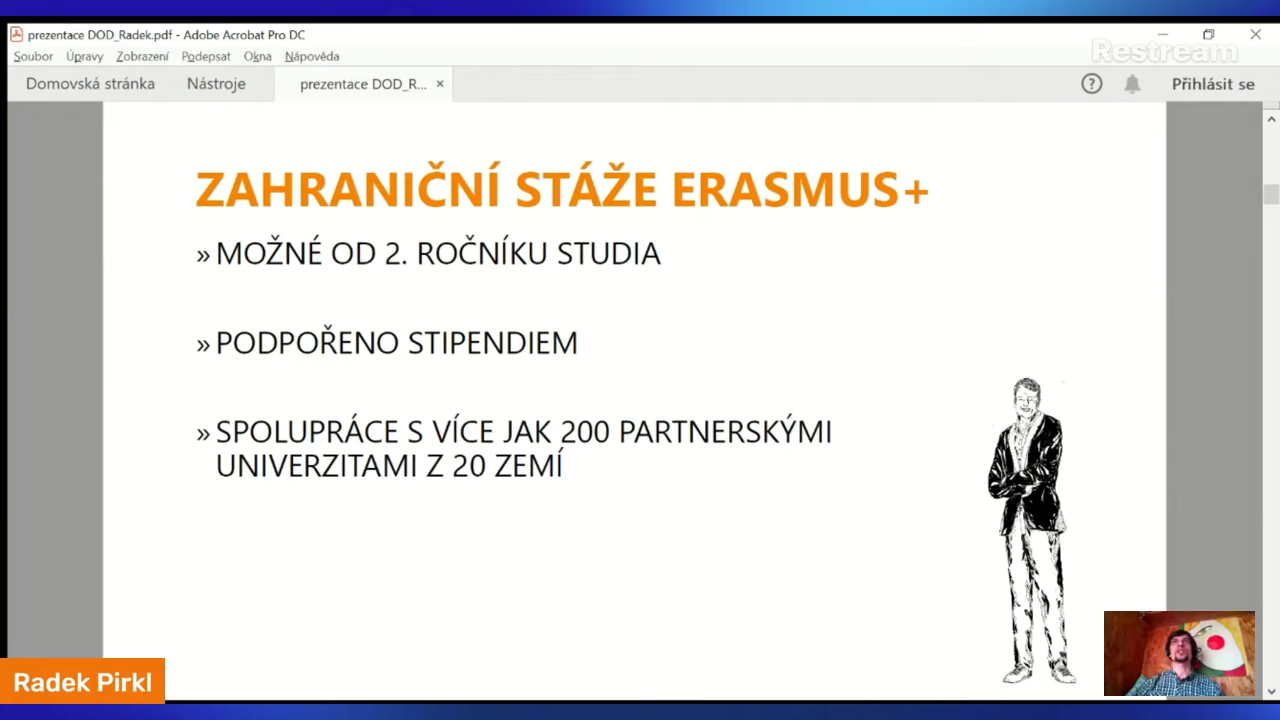 prezentace DOD_Radek.pdf - Adobe Acrobat Pro DC
Restream
Soubor Úpravy Zobrazení Podepsat Okna Nápověda
Domovská stránka Nástroje prezentace DOD_R... × ? Přihlásit se
ZAHRANIČNÍ STÁŽE ERASMUS+
» MOŽNÉ OD 2. ROČNÍKU STUDIA
» PODPOŘENO STIPENDIEM
» SPOLUPRÁCE S VÍCE JAK 200 PARTNERSKÝMI
UNIVERZITAMI Z 20 ZEMÍ
Radek Pirkl